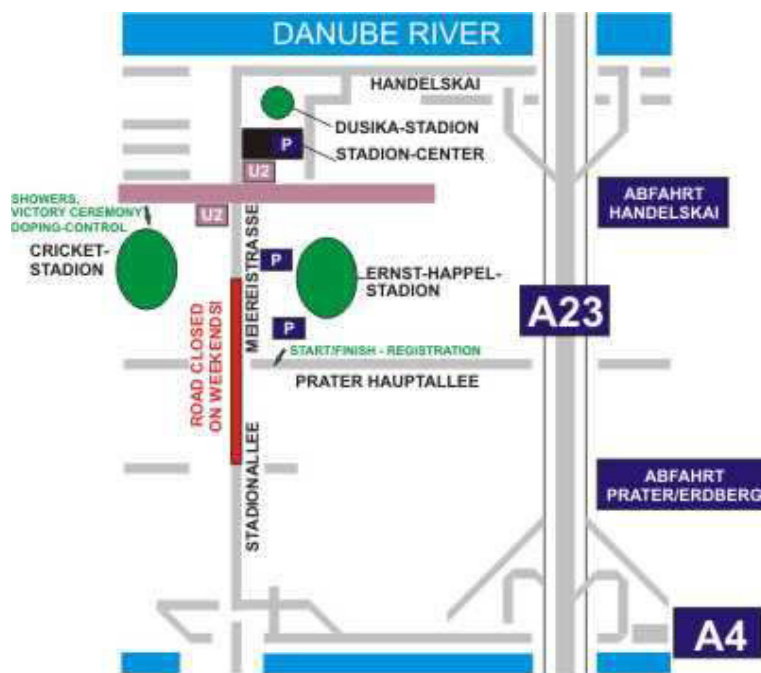 DANUBE RIVER
HANDELSKAI
DUSIKA-STADION
P
STADION-CENTER
U2
ABFAHRT
HANDELSKAI
SHOWERS,
VICTORY CEREMONY
DOPING-CONTROL
U2
CRICKET-
STADION
MEIEREISTRASSE
P
ERNST-HAPPEL-
STADION
A23
P
START/FINISH - REGISTRATION
PRATER HAUPTALLEE
ROAD CLOSED
ON WEEKENDS!
STADIONALLEE
ABFAHRT
PRATER/ERDBERG
A4